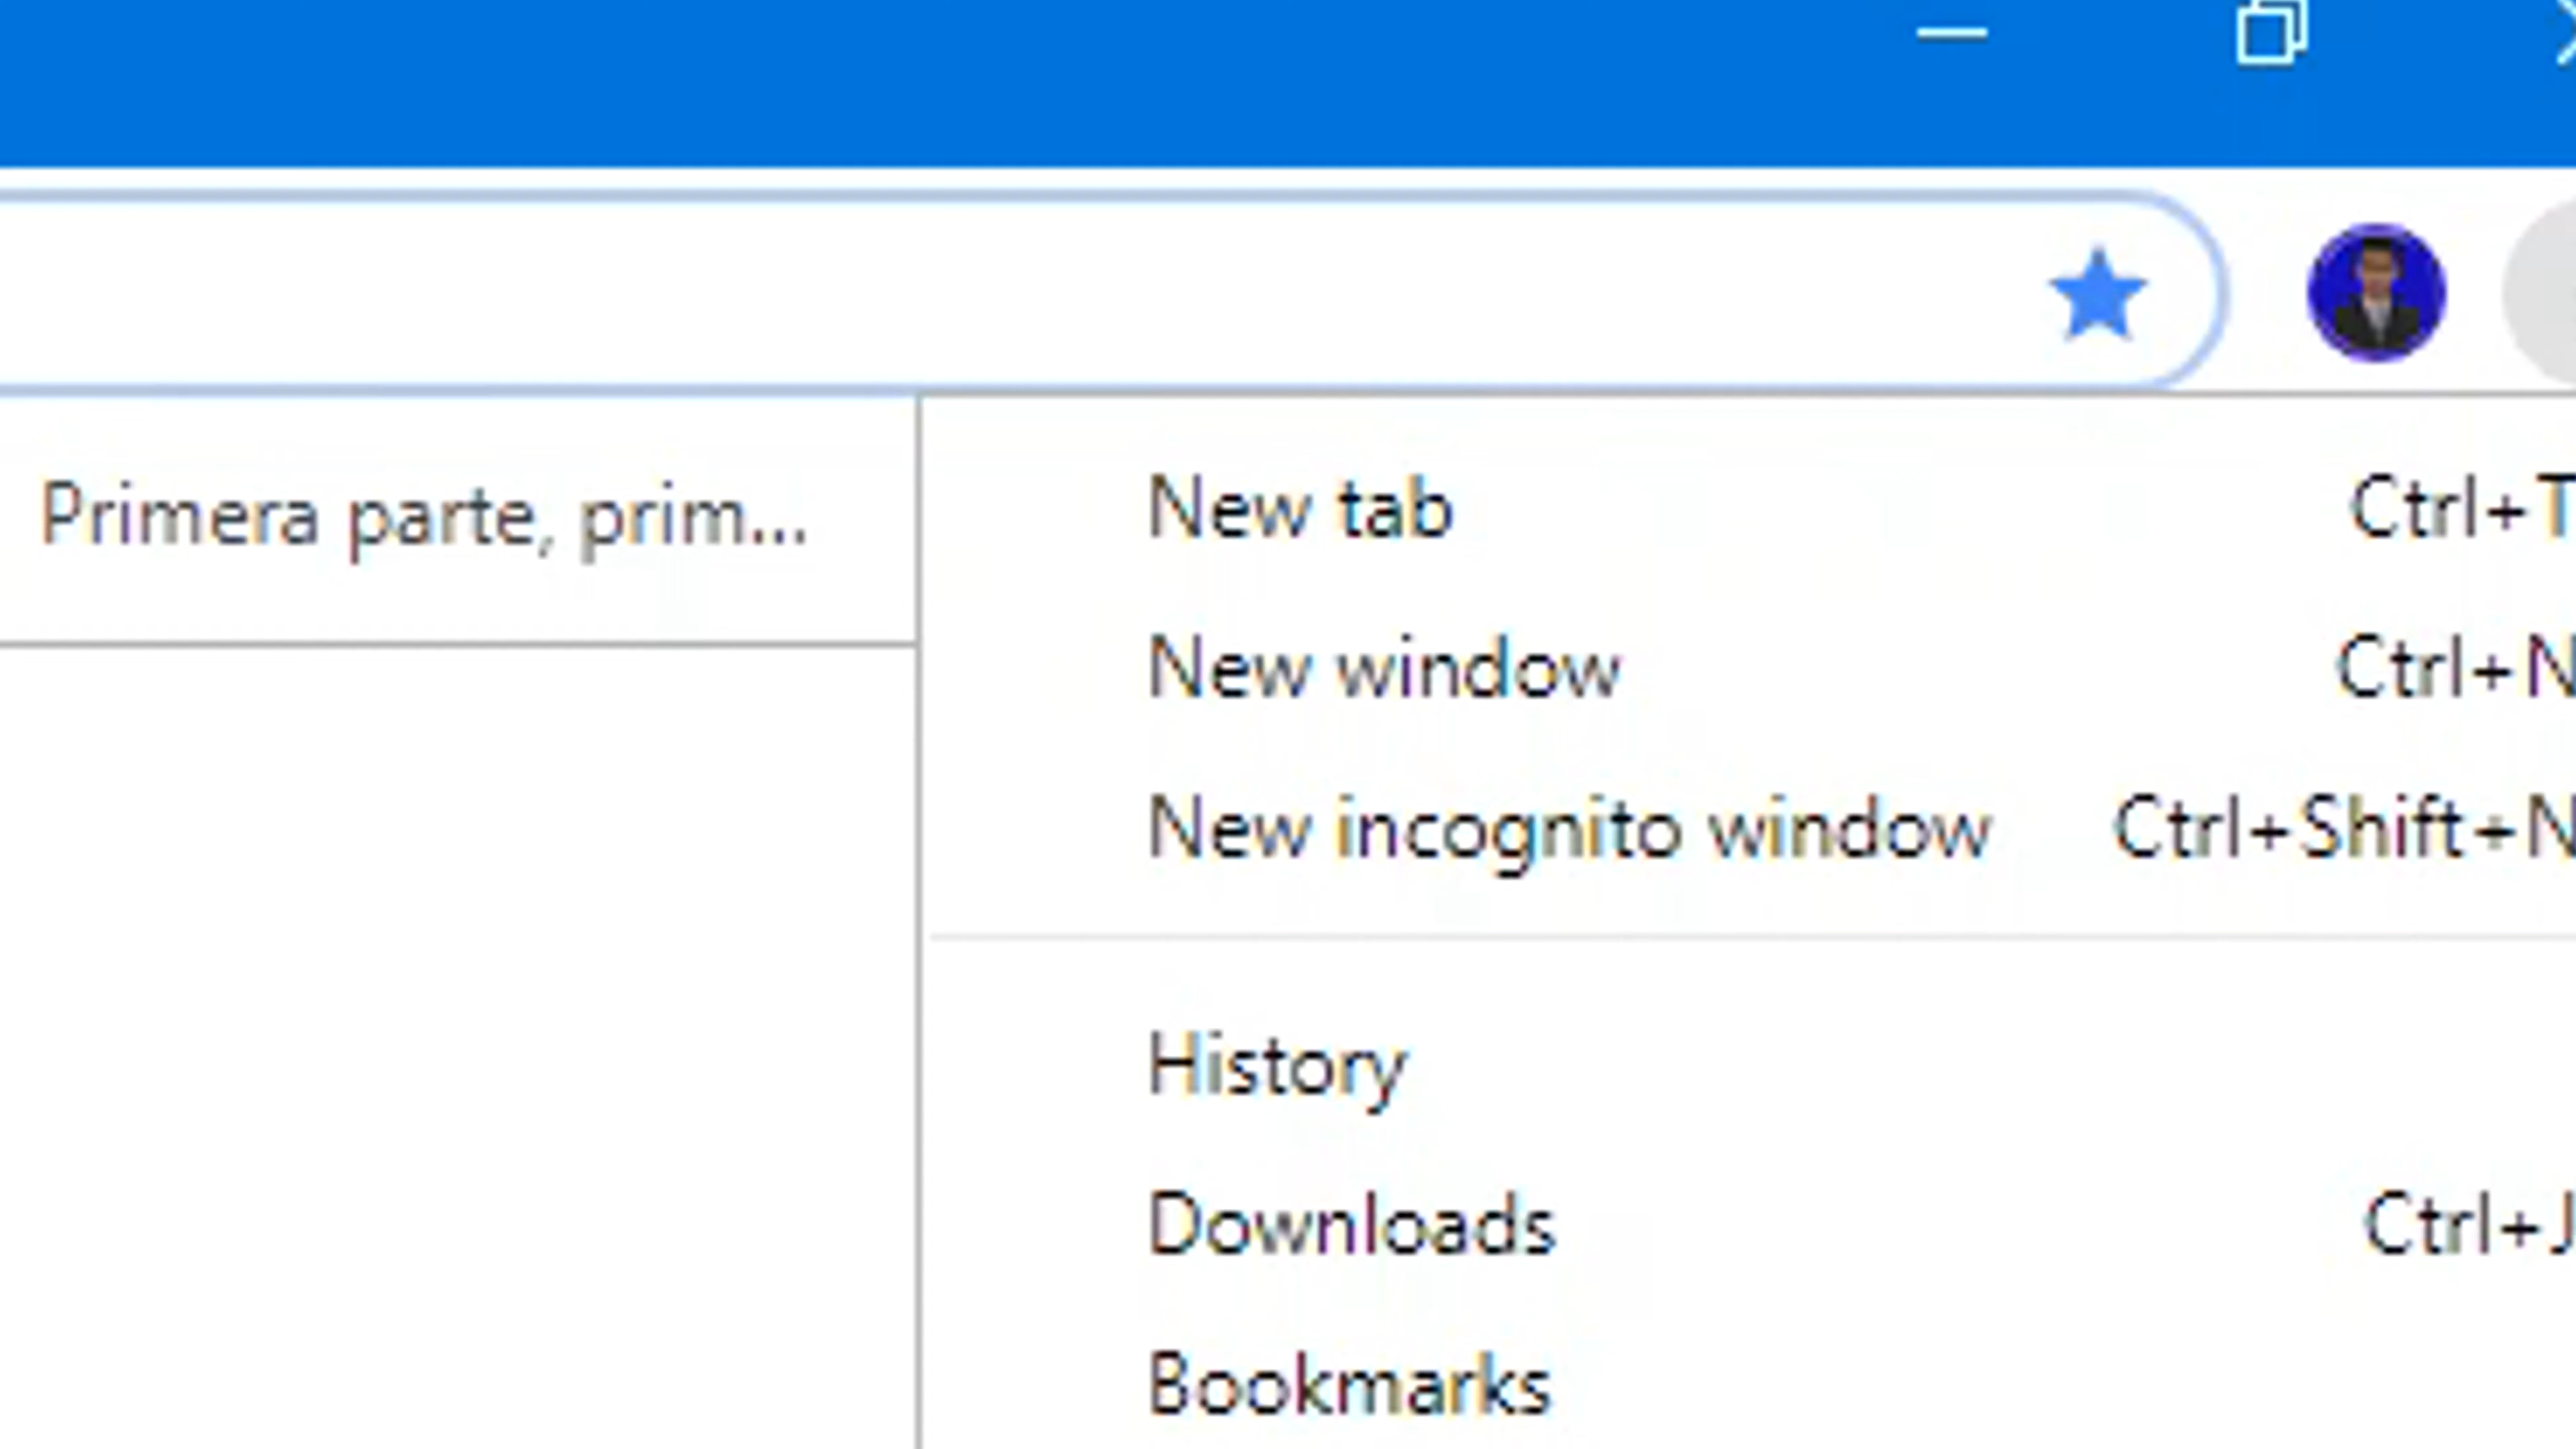 Primera parte, prim...
New tab Ctrl+T
New window Ctrl+N
New incognito window Ctrl+Shift+N
History
Downloads Ctrl+J
Bookmarks